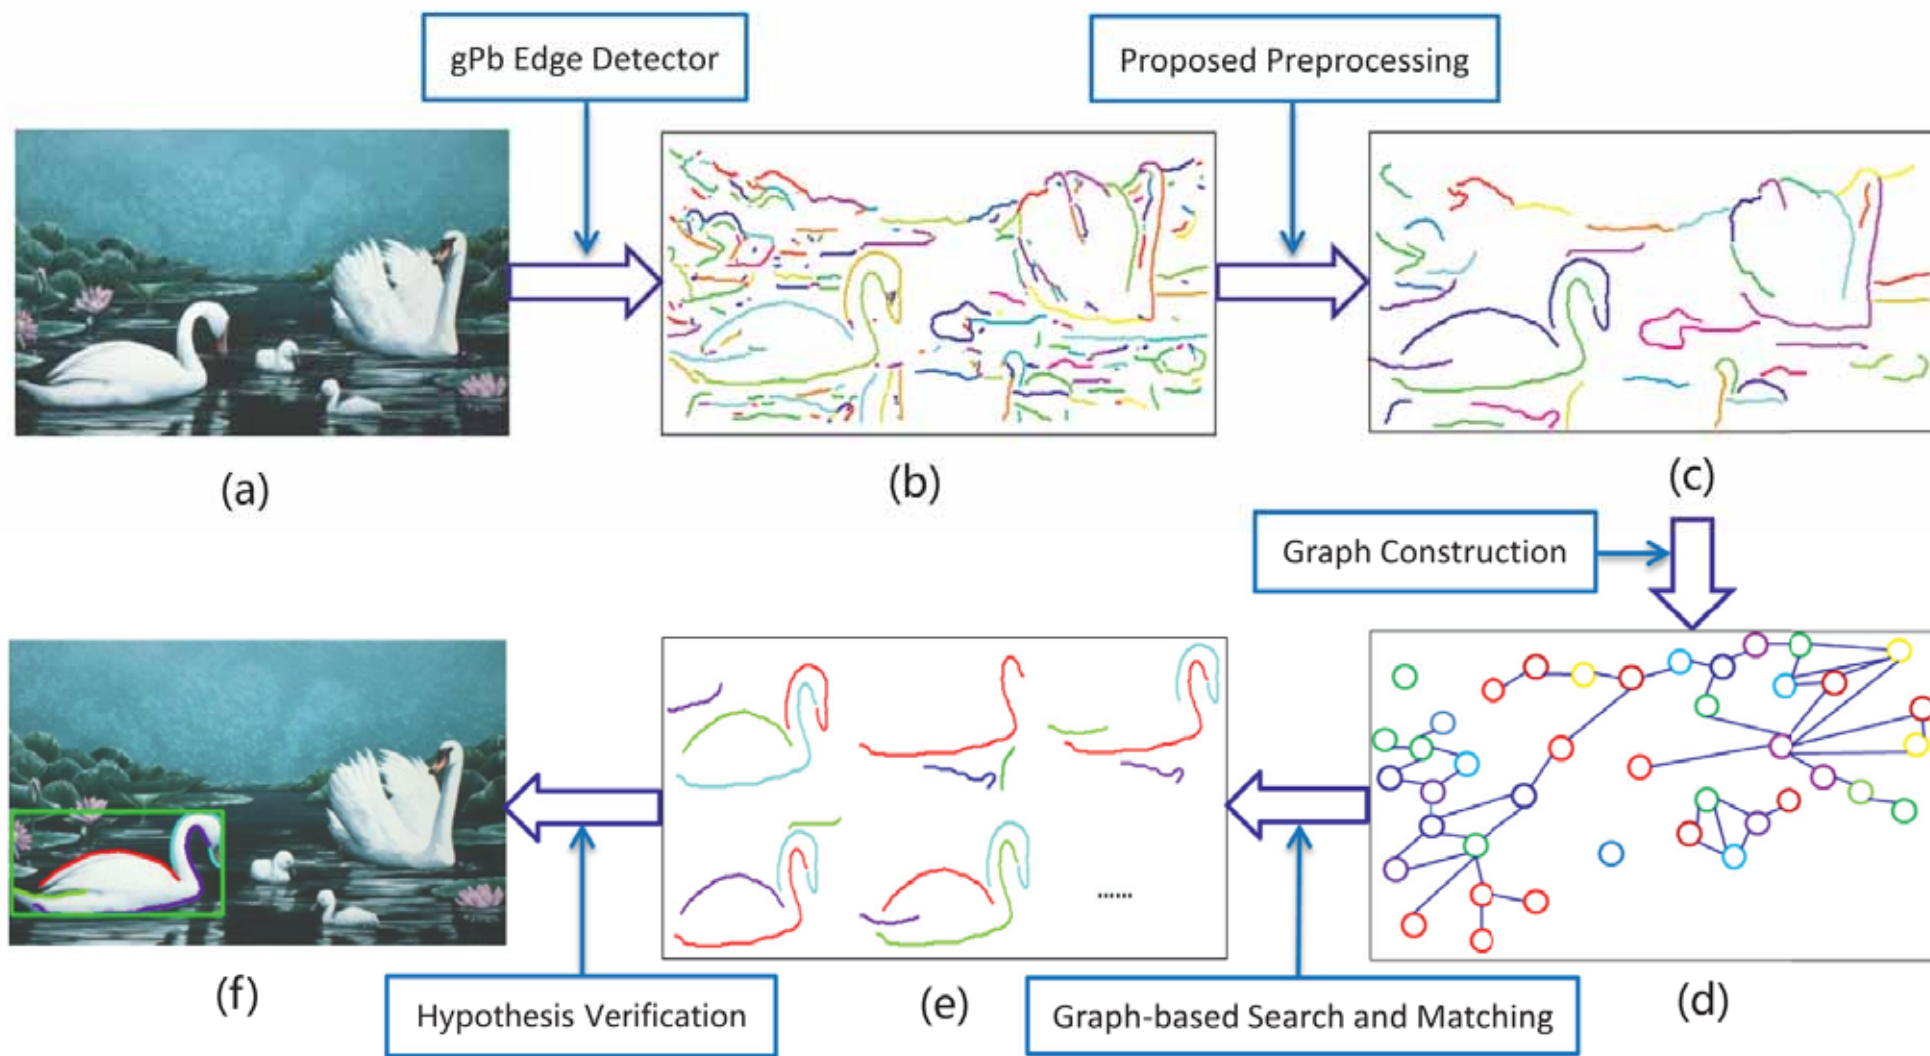 gPb Edge Detector
Proposed Preprocessing
(a)
(b)
(c)
Graph Construction
......
(f)
(e)
(d)
Hypothesis Verification
Graph-based Search and Matching